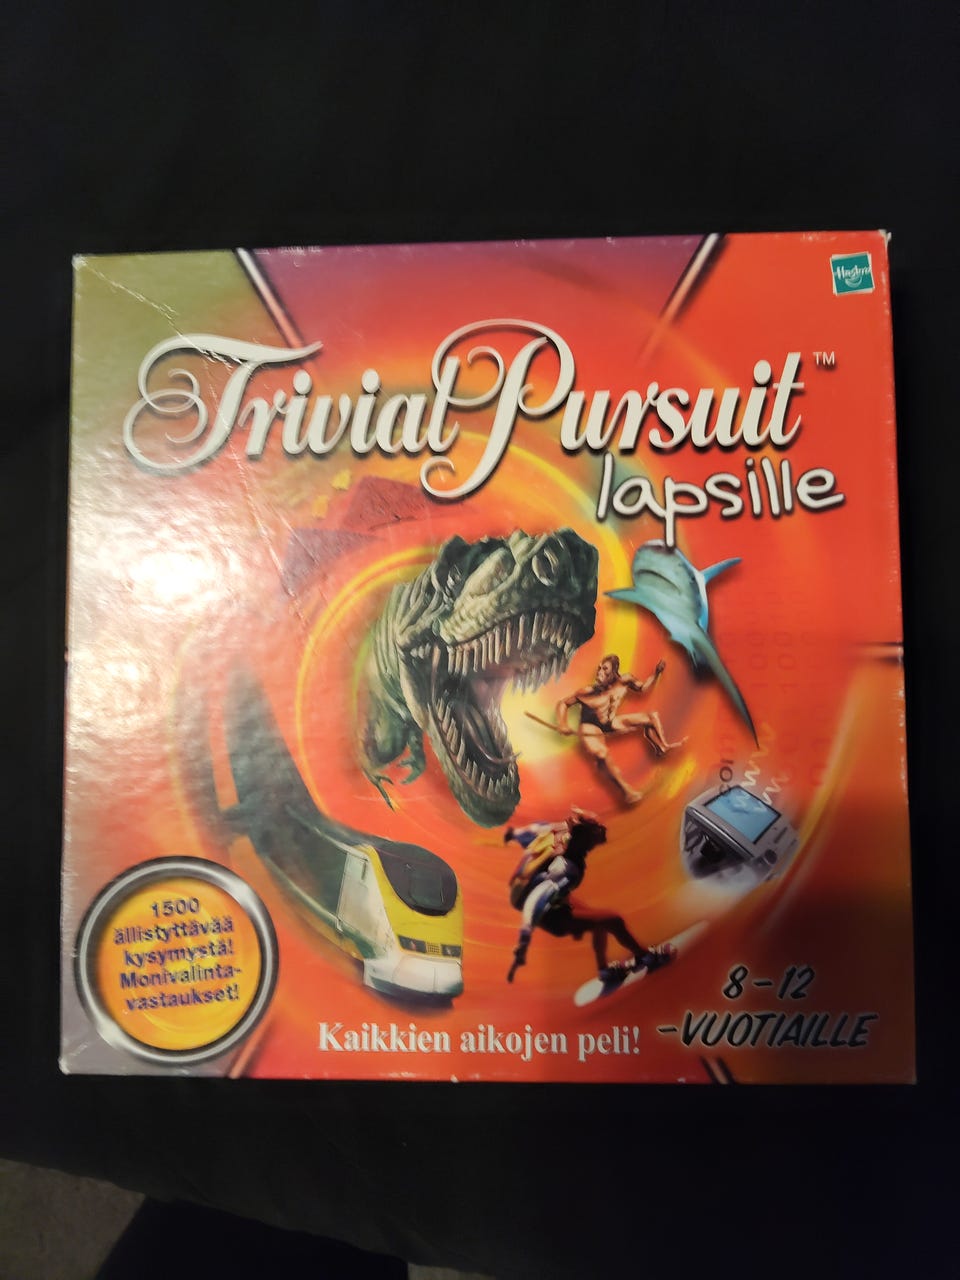 Hasbro
Trivial Pursuit™
lapsille
1500
ällistyttävää
kysymystä!
Monivalinta-
vastaukset!
Kaikkien aikojen peli!
8-12
-VUOTIAILLE